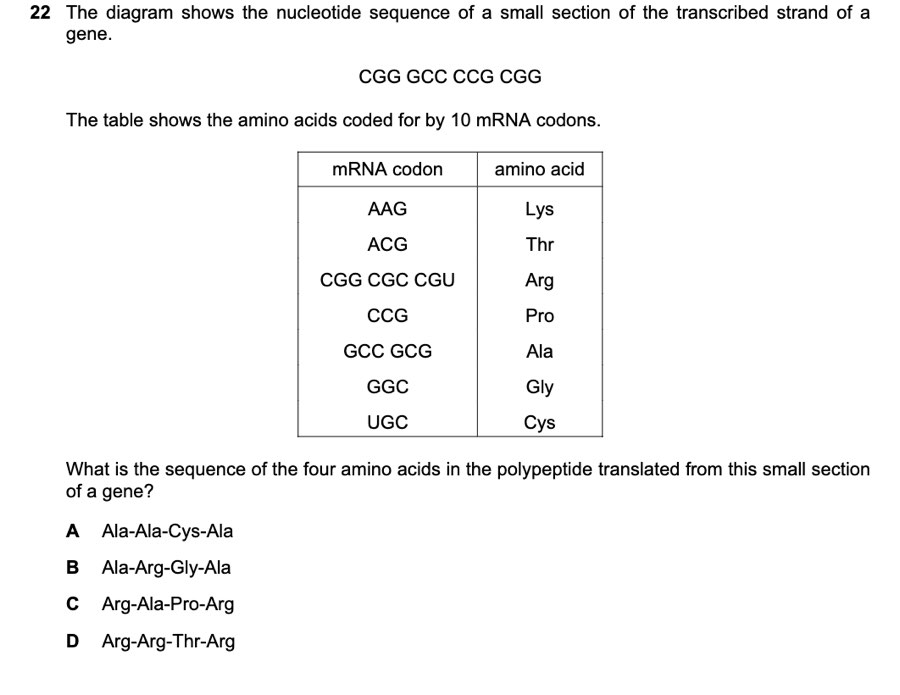 22 The diagram shows the nucleotide sequence of a small section of the transcribed strand of a
gene.
CGG GCC CCG CGG
The table shows the amino acids coded for by 10 mRNA codons.
mRNA codon amino acid
AAG Lys
ACG Thr
CGG CGC CGU Arg
CCG Pro
GCC GCG Ala
GGC Gly
UGC Cys
What is the sequence of the four amino acids in the polypeptide translated from this small section
of a gene?
A Ala-Ala-Cys-Ala
B Ala-Arg-Gly-Ala
C Arg-Ala-Pro-Arg
D Arg-Arg-Thr-Arg